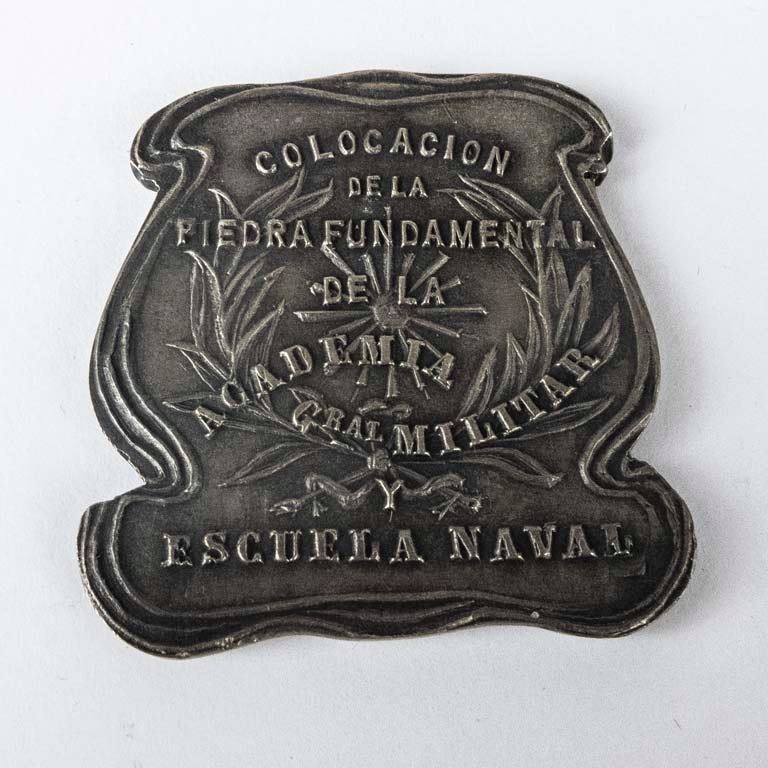 COLOCACION
DE LA
PIEDRA FUNDAMENTAL
DE LA
ACADEMIA
GRAL MILITAR
Y
ESCUELA NAVAL